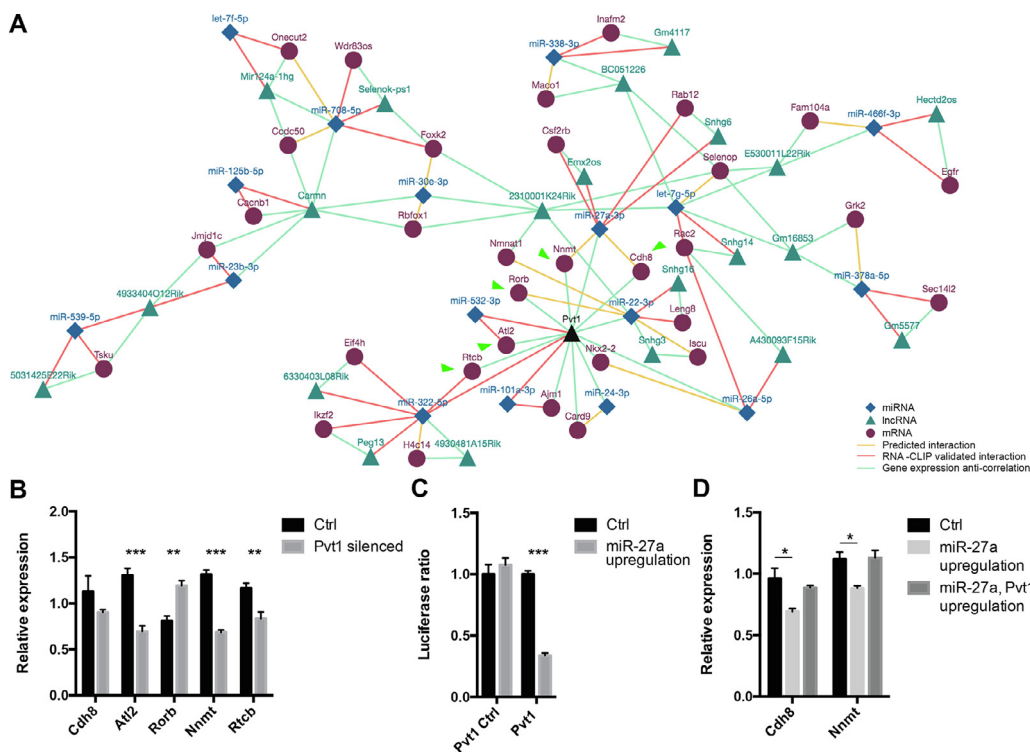 A
let-7f-5p
Onecut2
Wdr83os
Mir124a-1hg
Selenok-ps1
miR-708-5p
Ccdc50
Foxk2
miR-125b-5p
miR-30c-3p
Cacnb1
Carmn
Rbfox1
Jmjd1c
miR-23b-3p
4933404O12Rik
miR-539-5p
Tsku
5031425E22Rik
Inafm2
miR-338-3p
Gm4117
BC051226
Maco1
Rab12
Csf2rb
Snhg6
Emx2os
Selenop
2310001K24Rik
miR-27a-3p
let-7g-5p
Fam104a
miR-466f-3p
Hectd2os
E530011L22Rik
Egfr
Grk2
Rac2
Snhg14
Gm16853
Nmnat1
Nnmt
Cdh8
Snhg16
miR-378a-5p
Sec14l2
Rorb
miR-532-3p
miR-22-3p
Pvt1
Leng8
Gm5577
Atl2
Nkx2-2
Snhg3
Iscu
A430093F15Rik
Eif4h
Rtcb
6330403L08Rik
miR-322-5p
miR-101a-3p
Ajm1
miR-24-3p
miR-26a-5p
Ikzf2
Card9
Peg13
H4c14
4930481A15Rik
miRNA
lncRNA
mRNA
Predicted interaction
RNA-CLIP validated interaction
Gene expression anti-correlation
B
Relative expression
2.0
1.5
1.0
0.5
0.0
Ctrl
Pvt1 silenced
*** ** *** **
Cdh8 Atl2 Rorb Nnmt Rtcb
C
Luciferase ratio
1.5
1.0
0.5
0.0
Ctrl
miR-27a
upregulation
***
Pvt1 Ctrl Pvt1
D
Relative expression
1.5
1.0
0.5
0.0
Ctrl
miR-27a
upregulation
miR-27a, Pvt1
upregulation
* *
Cdh8 Nnmt